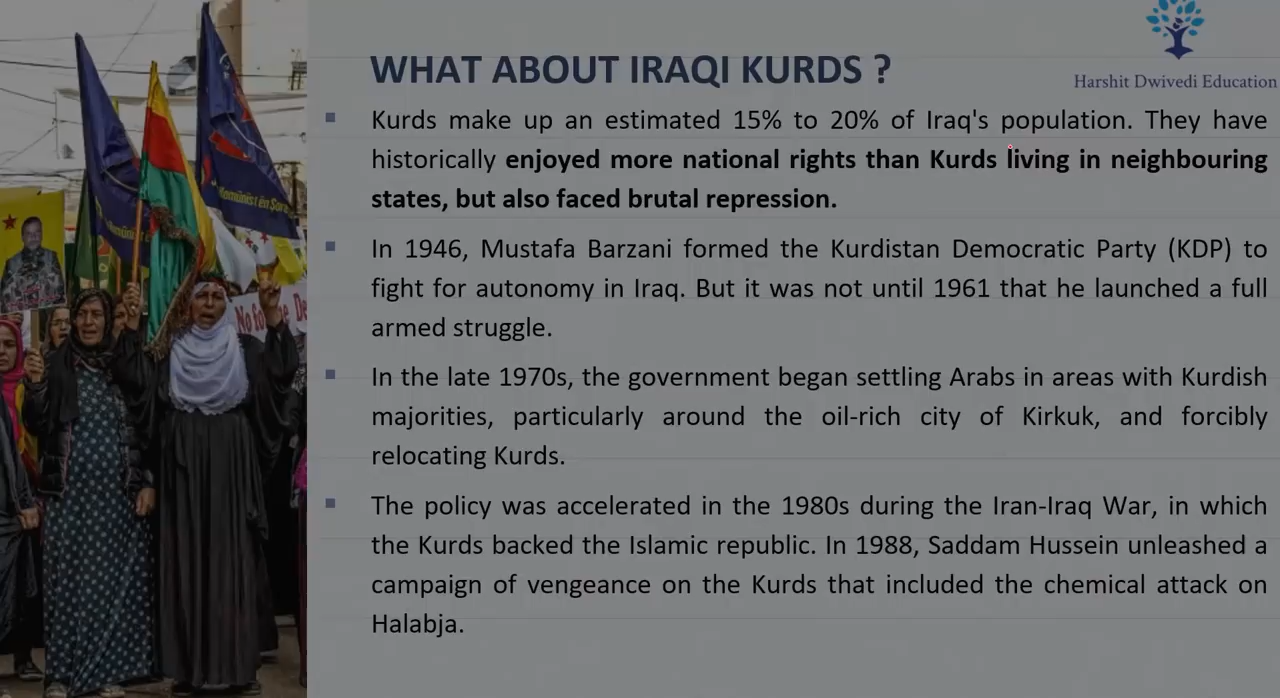 WHAT ABOUT IRAQI KURDS ?
Harshit Dwivedi Education
Kurds make up an estimated 15% to 20% of Iraq's population. They have
historically enjoyed more national rights than Kurds living in neighbouring
states, but also faced brutal repression.
In 1946, Mustafa Barzani formed the Kurdistan Democratic Party (KDP) to
fight for autonomy in Iraq. But it was not until 1961 that he launched a full
armed struggle.
In the late 1970s, the government began settling Arabs in areas with Kurdish
majorities, particularly around the oil-rich city of Kirkuk, and forcibly
relocating Kurds.
The policy was accelerated in the 1980s during the Iran-Iraq War, in which
the Kurds backed the Islamic republic. In 1988, Saddam Hussein unleashed a
campaign of vengeance on the Kurds that included the chemical attack on
Halabja.
No